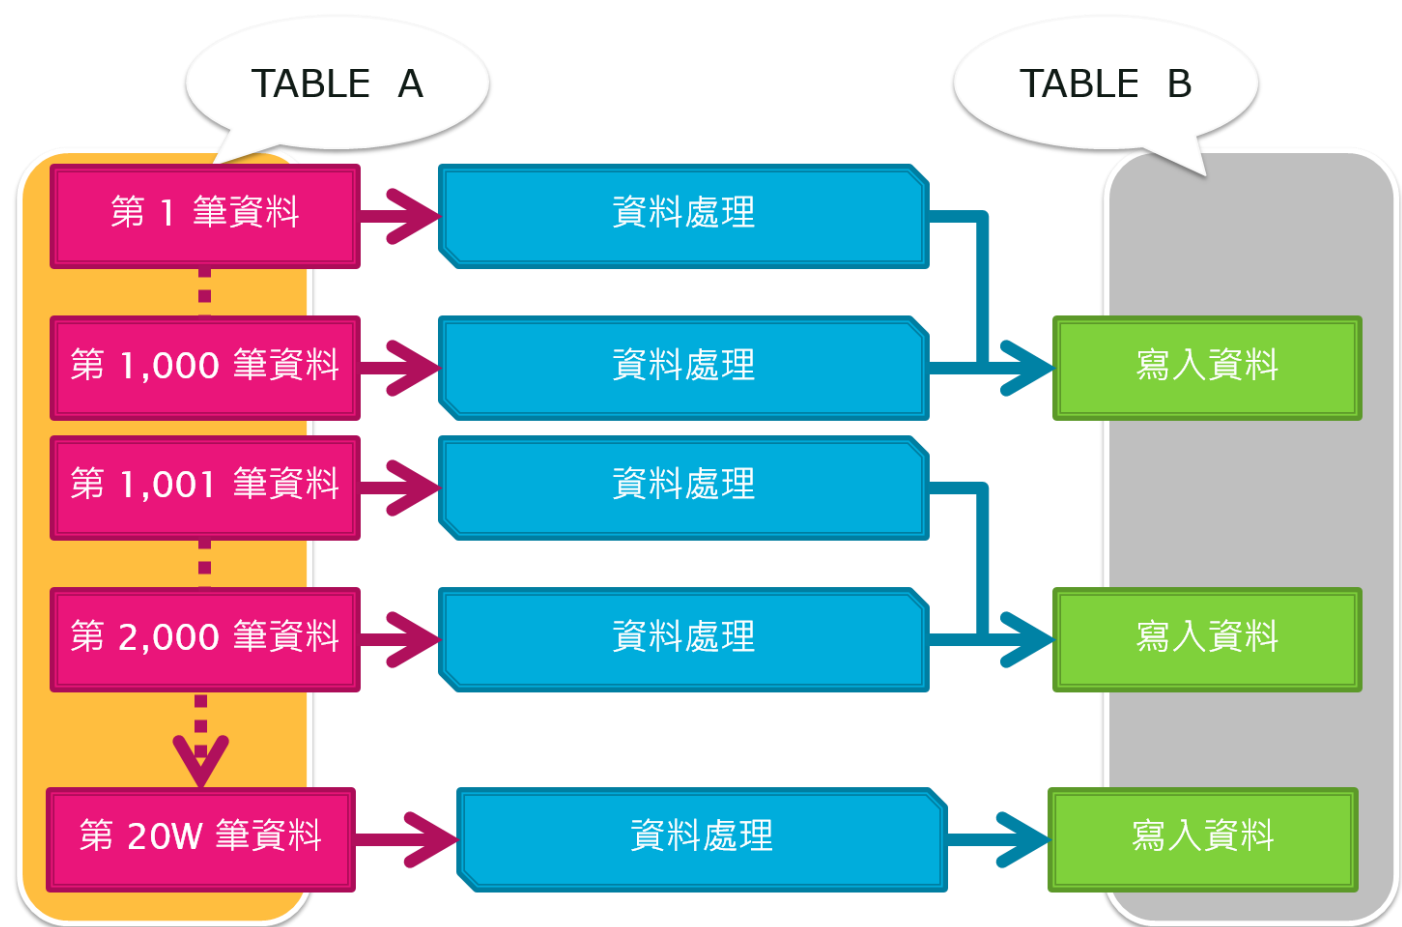 TABLE A
TABLE B
第 1 筆資料
資料處理
第 1,000 筆資料
資料處理
寫入資料
第 1,001 筆資料
資料處理
第 2,000 筆資料
資料處理
寫入資料
第 20W 筆資料
資料處理
寫入資料